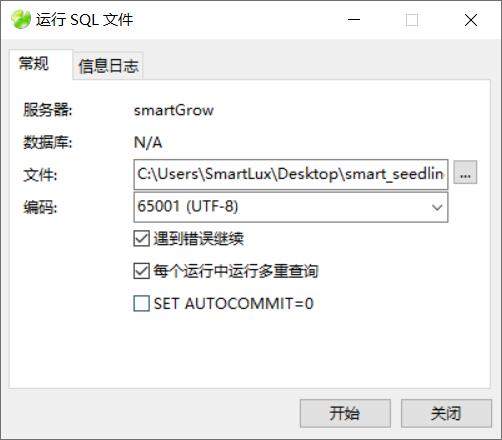 运行 SQL 文件
常规
信息日志
服务器: smartGrow
数据库: N/A
文件: C:\Users\SmartLux\Desktop\smart_seedlin ...
编码: 65001 (UTF-8)
遇到错误继续
每个运行中运行多重查询
SET AUTOCOMMIT=0
开始 关闭